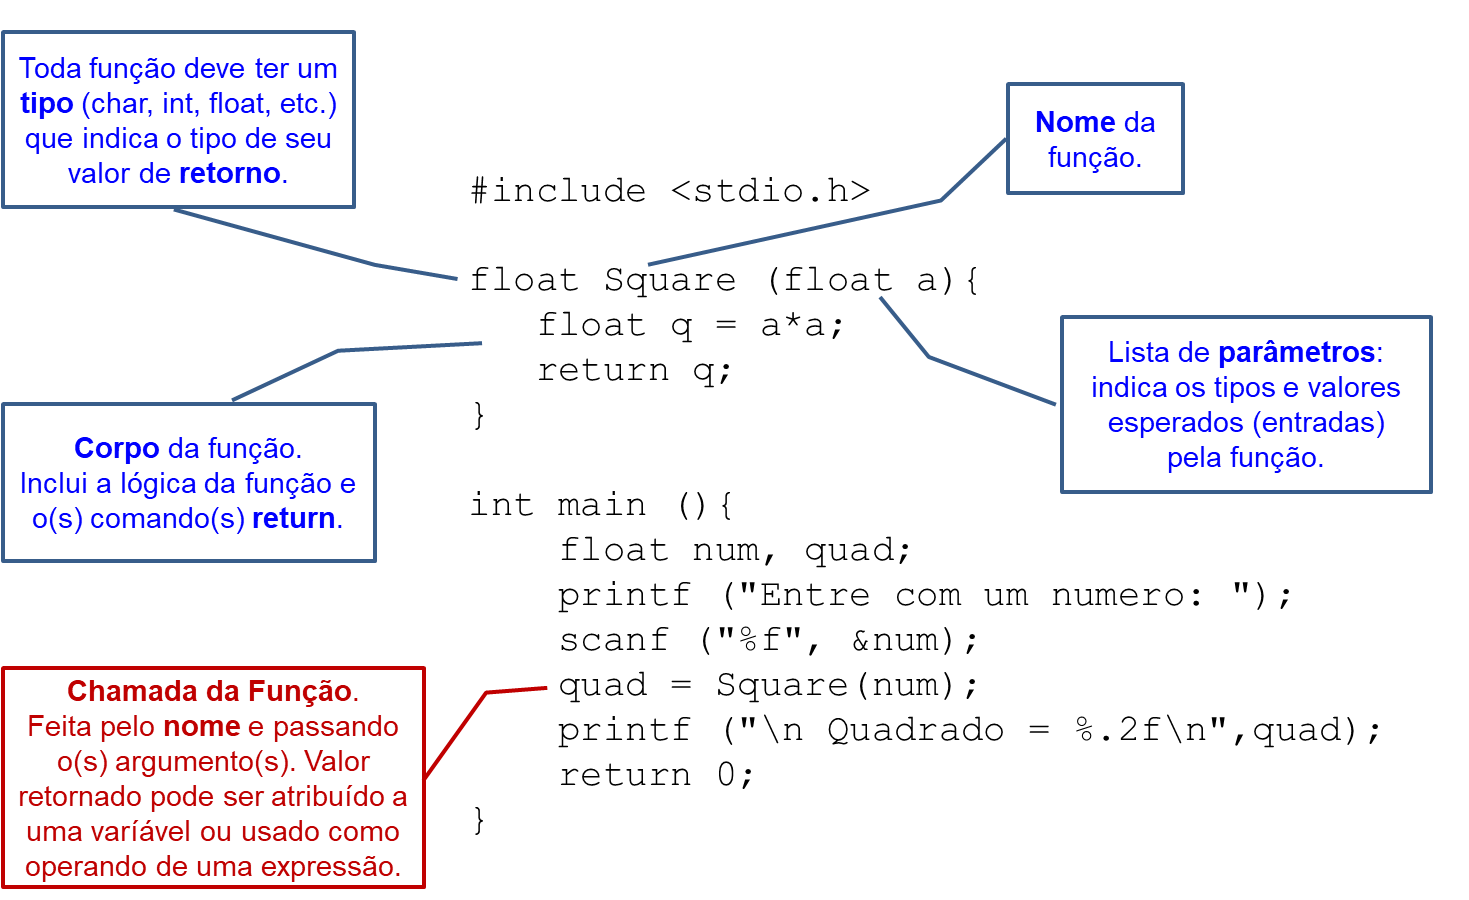 Toda função deve ter um
tipo (char, int, float, etc.)
que indica o tipo de seu
valor de retorno.
Nome da
função.
#include <stdio.h>
float Square (float a){
float q = a*a;
return q;
}
Lista de parâmetros:
indica os tipos e valores
esperados (entradas)
pela função.
Corpo da função.
Inclui a lógica da função e
o(s) comando(s) return.
int main (){
float num, quad;
printf ("Entre com um numero: ");
scanf ("%f", &num);
quad = Square(num);
printf ("\n Quadrado = %.2f\n",quad);
return 0;
}
Chamada da Função.
Feita pelo nome e passando
o(s) argumento(s). Valor
retornado pode ser atribuído a
uma varíável ou usado como
operando de uma expressão.